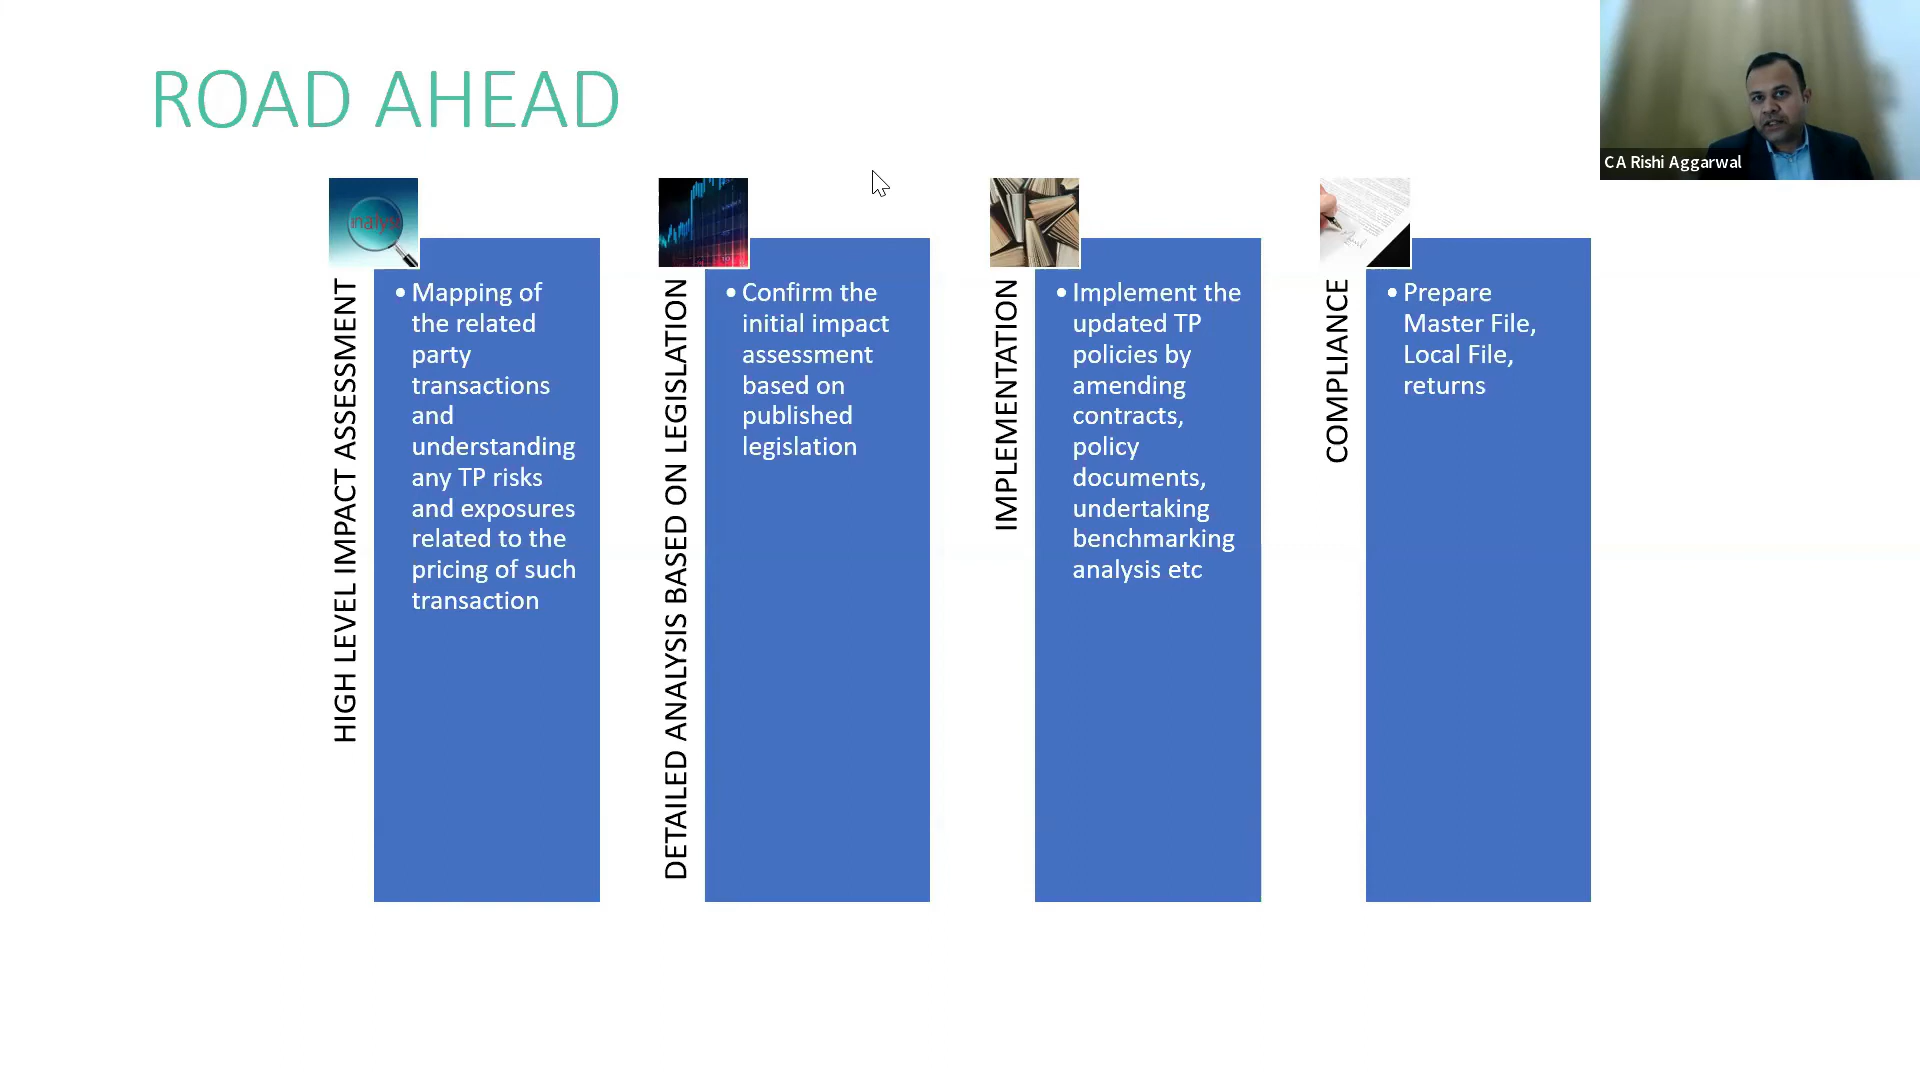 ROAD AHEAD
CA Rishi Aggarwal
HIGH LEVEL IMPACT ASSESSMENT
• Mapping of
the related
party
transactions
and
understanding
any TP risks
and exposures
related to the
pricing of such
transaction
DETAILED ANALYSIS BASED ON LEGISLATION
• Confirm the
initial impact
assessment
based on
published
legislation
IMPLEMENTATION
• Implement the
updated TP
policies by
amending
contracts,
policy
documents,
undertaking
benchmarking
analysis etc
COMPLIANCE
• Prepare
Master File,
Local File,
returns